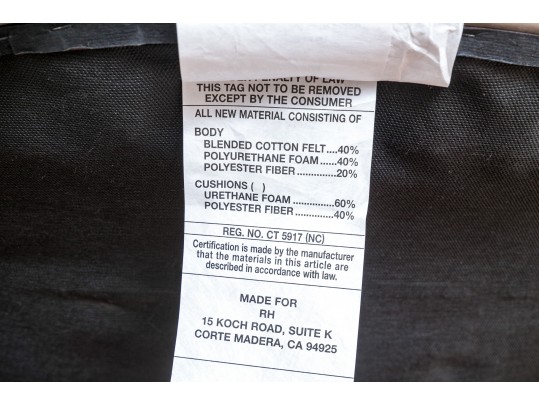 PENALTY OF LAW
THIS TAG NOT TO BE REMOVED
EXCEPT BY THE CONSUMER
ALL NEW MATERIAL CONSISTING OF
BODY
BLENDED COTTON FELT....40%
POLYURETHANE FOAM......40%
POLYESTER FIBER..............20%
CUSHIONS ( )
URETHANE FOAM ...............60%
POLYESTER FIBER ..............40%
REG. NO. CT 5917 (NC)
Certification is made by the manufacturer
that the materials in this article are
described in accordance with law.
MADE FOR
RH
15 KOCH ROAD, SUITE K
CORTE MADERA, CA 94925